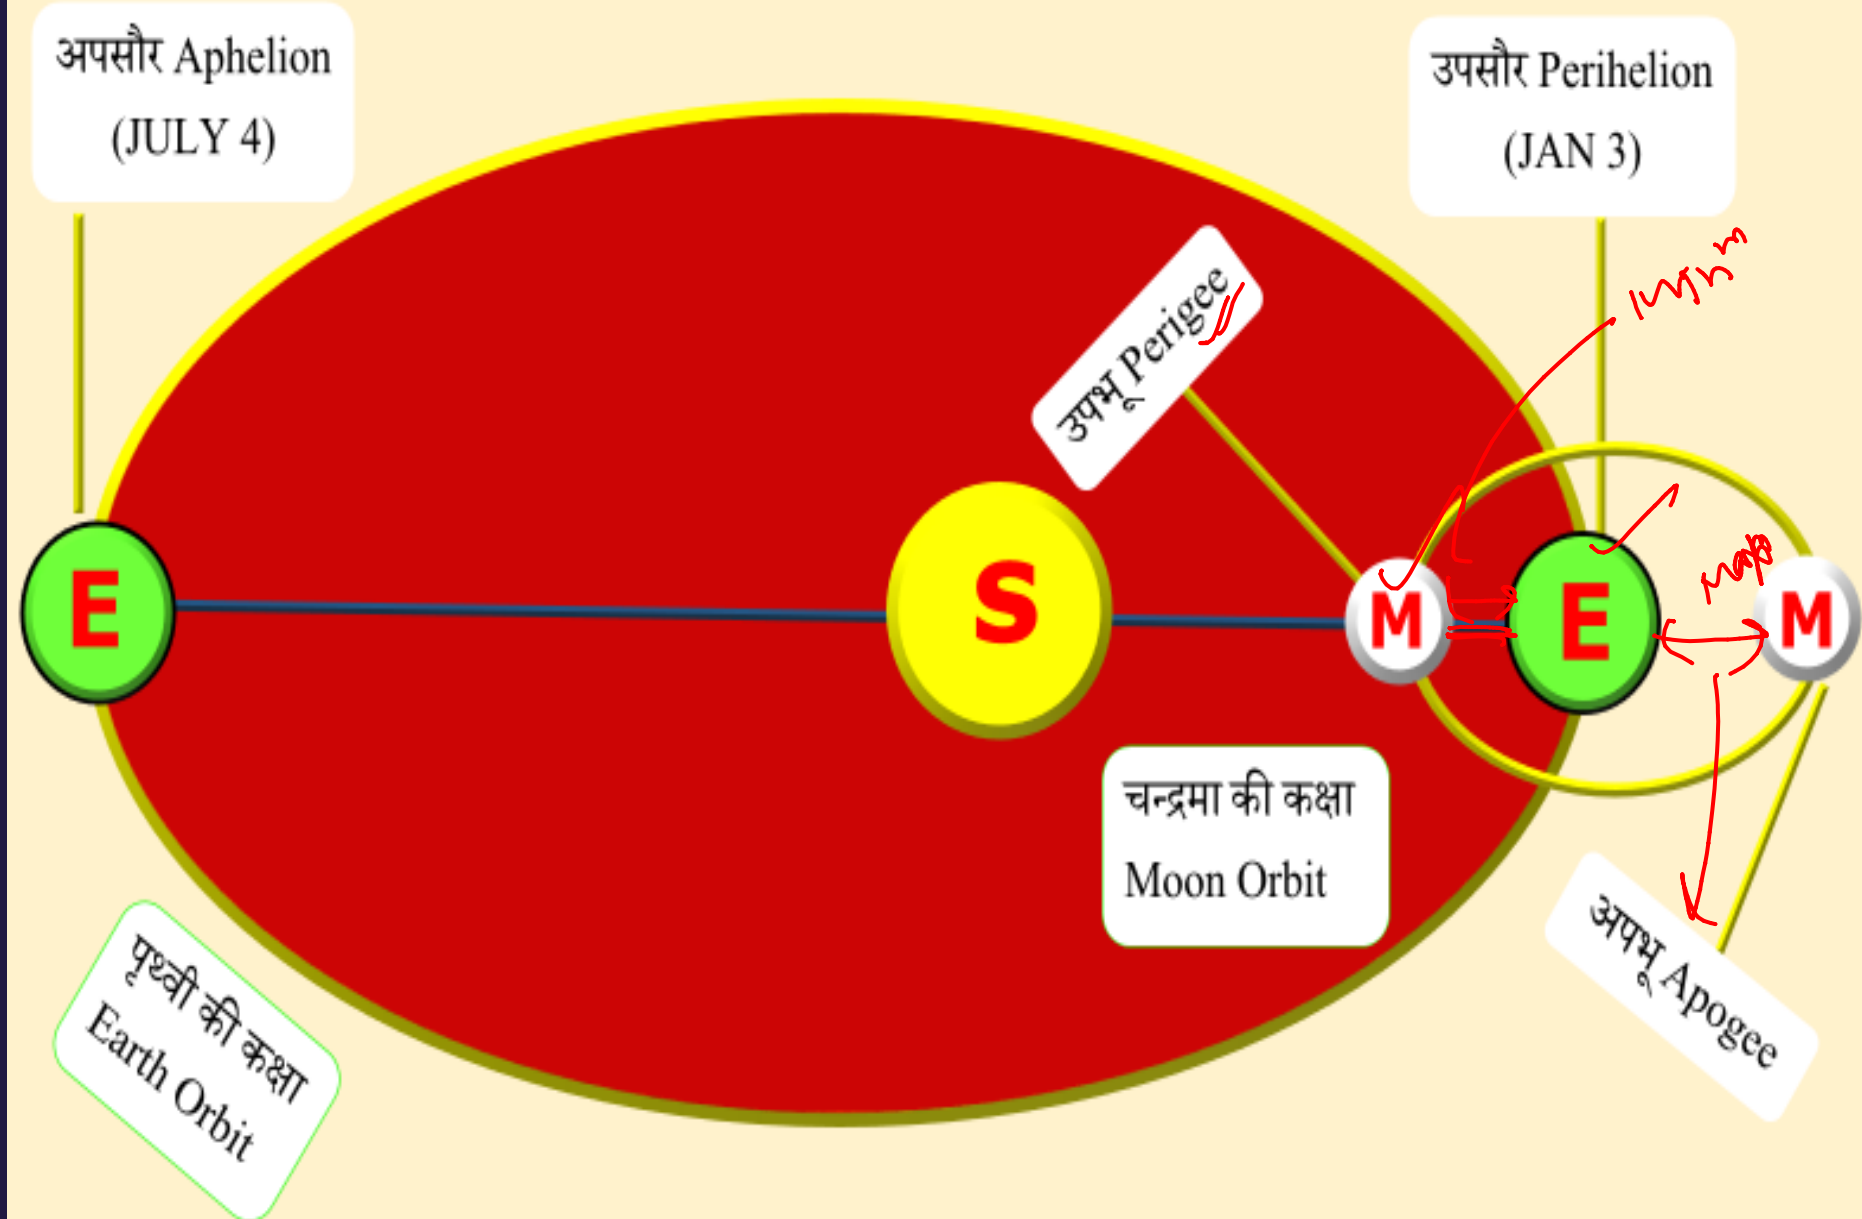 अपसौर Aphelion
(JULY 4)
उपसौर Perihelion
(JAN 3)
उपभू Perigee
E
S
M
E
M
चन्द्रमा की कक्षा
Moon Orbit
पृथ्वी की कक्षा
Earth Orbit
अपभू Apogee